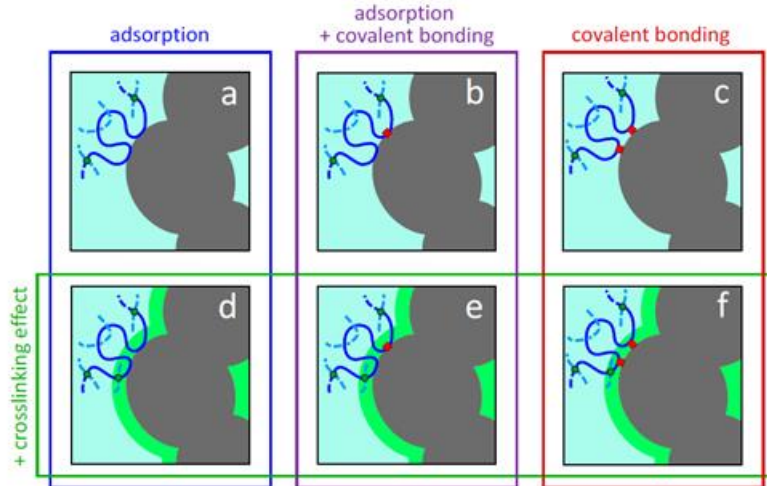 adsorption
adsorption
+ covalent bonding
covalent bonding
a
b
c
+ crosslinking effect
d
e
f